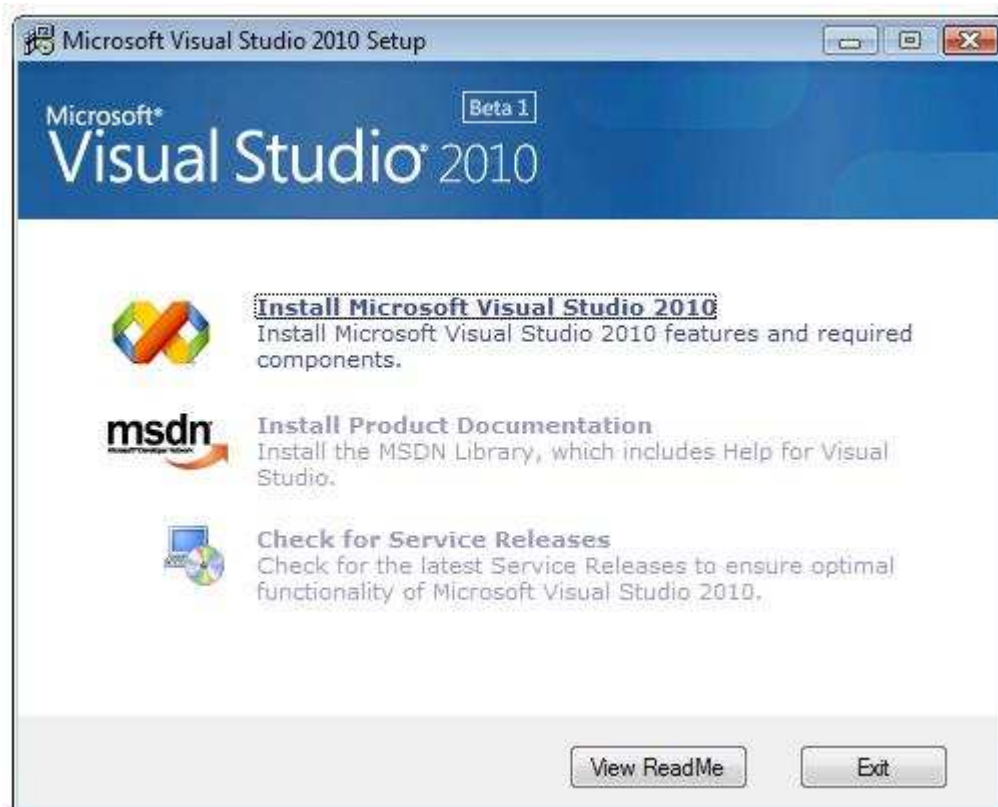 Microsoft Visual Studio 2010 Setup
Beta 1
Microsoft®
Visual Studio® 2010
Install Microsoft Visual Studio 2010
Install Microsoft Visual Studio 2010 features and required
components.
msdn
Install Product Documentation
Install the MSDN Library, which includes Help for Visual
Studio.
Check for Service Releases
Check for the latest Service Releases to ensure optimal
functionality of Microsoft Visual Studio 2010.
View ReadMe
Exit